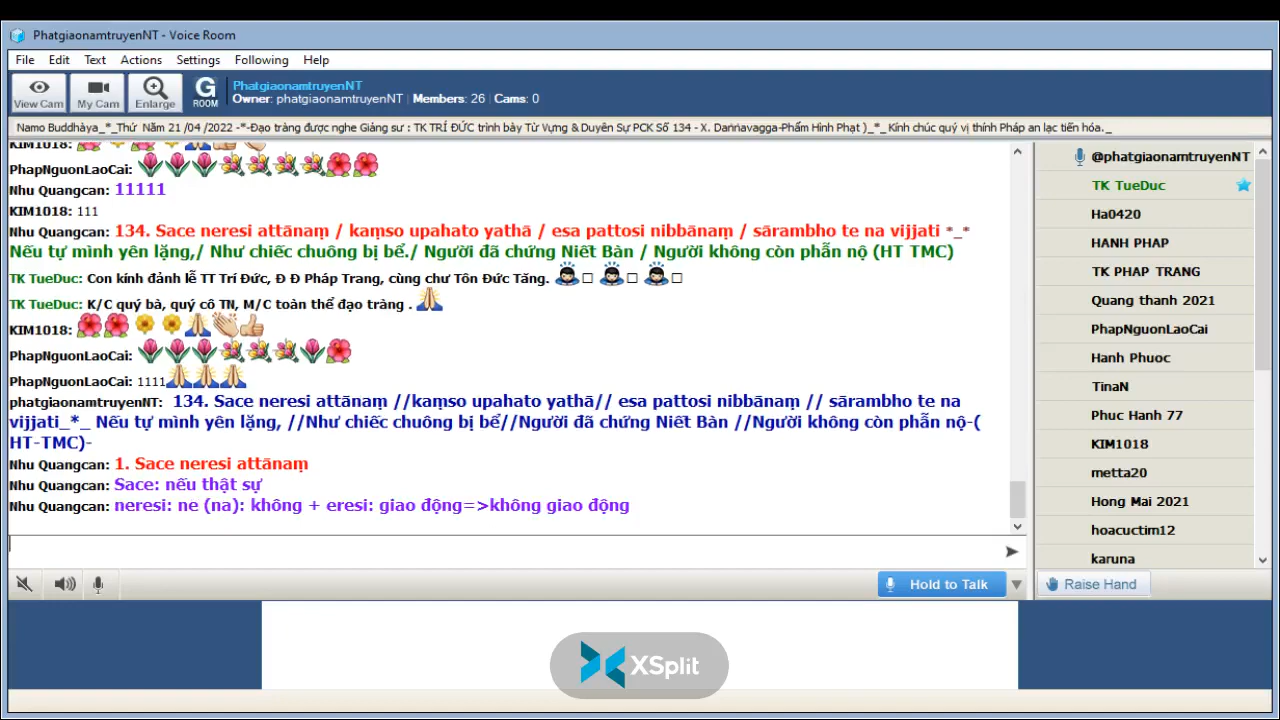 PhatgiaonamtruyenNT - Voice Room
File Edit Text Actions Settings Following Help
View Cam My Cam Enlarge G ROOM
PhatgiaonamtruyenNT
Owner: phatgiaonamtruyenNT | Members: 26 | Cams: 0
Namo Buddhàya_*_Thứ Năm 21 /04 /2022 -*-Đạo tràng được nghe Giảng sư : TK TRÍ ĐỨC trình bày Từ Vựng & Duyên Sự PCK Số 134 - X. Daṇṇavagga-Phẩm Hình Phạt )_*_ Kính chúc quý vị thính Pháp an lạc tiến hóa._
KIM1018:
PhapNguonLaoCai:
Nhu Quangcan: 11111
KIM1018: 111
Nhu Quangcan: 134. Sace neresi attānaṃ / kaṃso upahato yathā / esa pattosi nibbānaṃ / sārambho te na vijjati *_*
Nếu tự mình yên lặng,/ Như chiếc chuông bị bể./ Người đã chứng Niết Bàn / Người không còn phẫn nộ (HT TMC)
TK TueDuc: Con kính đảnh lễ TT Trí Đức, Đ Đ Pháp Trang, cùng chư Tôn Đức Tăng.
TK TueDuc: K/C quý bà, quý cô TN, M/C toàn thể đạo tràng .
KIM1018:
PhapNguonLaoCai:
PhapNguonLaoCai: 1111
phatgiaonamtruyenNT: 134. Sace neresi attānaṃ //kaṃso upahato yathā// esa pattosi nibbānaṃ // sārambho te na
vijjati_*_ Nếu tự mình yên lặng, //Như chiếc chuông bị bể//Người đã chứng Niết Bàn //Người không còn phẫn nộ-(
HT-TMC)-
Nhu Quangcan: 1. Sace neresi attānaṃ
Nhu Quangcan: Sace: nếu thật sự
Nhu Quangcan: neresi: ne (na): không + eresi: giao động=>không giao động
@phatgiaonamtruyenNT
TK TueDuc
Ha0420
HANH PHAP
TK PHAP TRANG
Quang thanh 2021
PhapNguonLaoCai
Hanh Phuoc
TinaN
Phuc Hanh 77
KIM1018
metta20
Hong Mai 2021
hoacuctim12
karuna
Hold to Talk
Raise Hand
XSplit